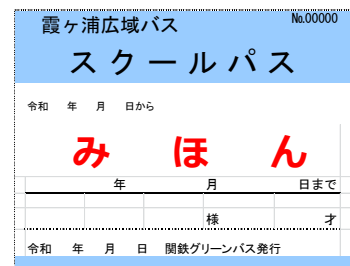 霞ヶ浦広域バス №00000
スクールパス
令和 年 月 日から
みほん
年 月 日まで
様 才
令和 年 月 日 関鉄グリーンバス発行